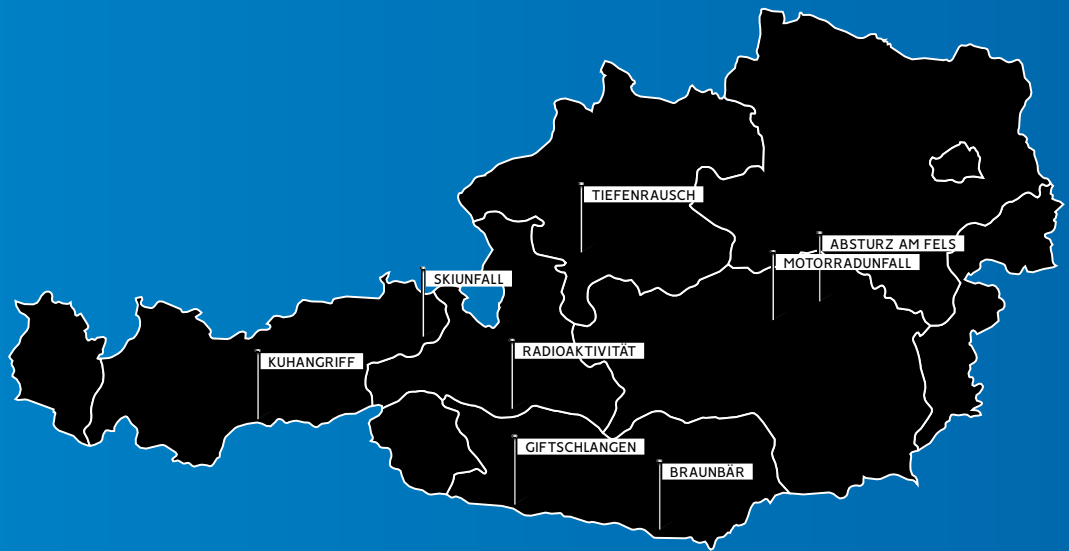 TIEFENRAUSCH
ABSTURZ AM FELS
MOTORRADUNFALL
SKIUNFALL
RADIOAKTIVITÄT
KUHANGRIFF
GIFTSCHLANGEN
BRAUNBÄR